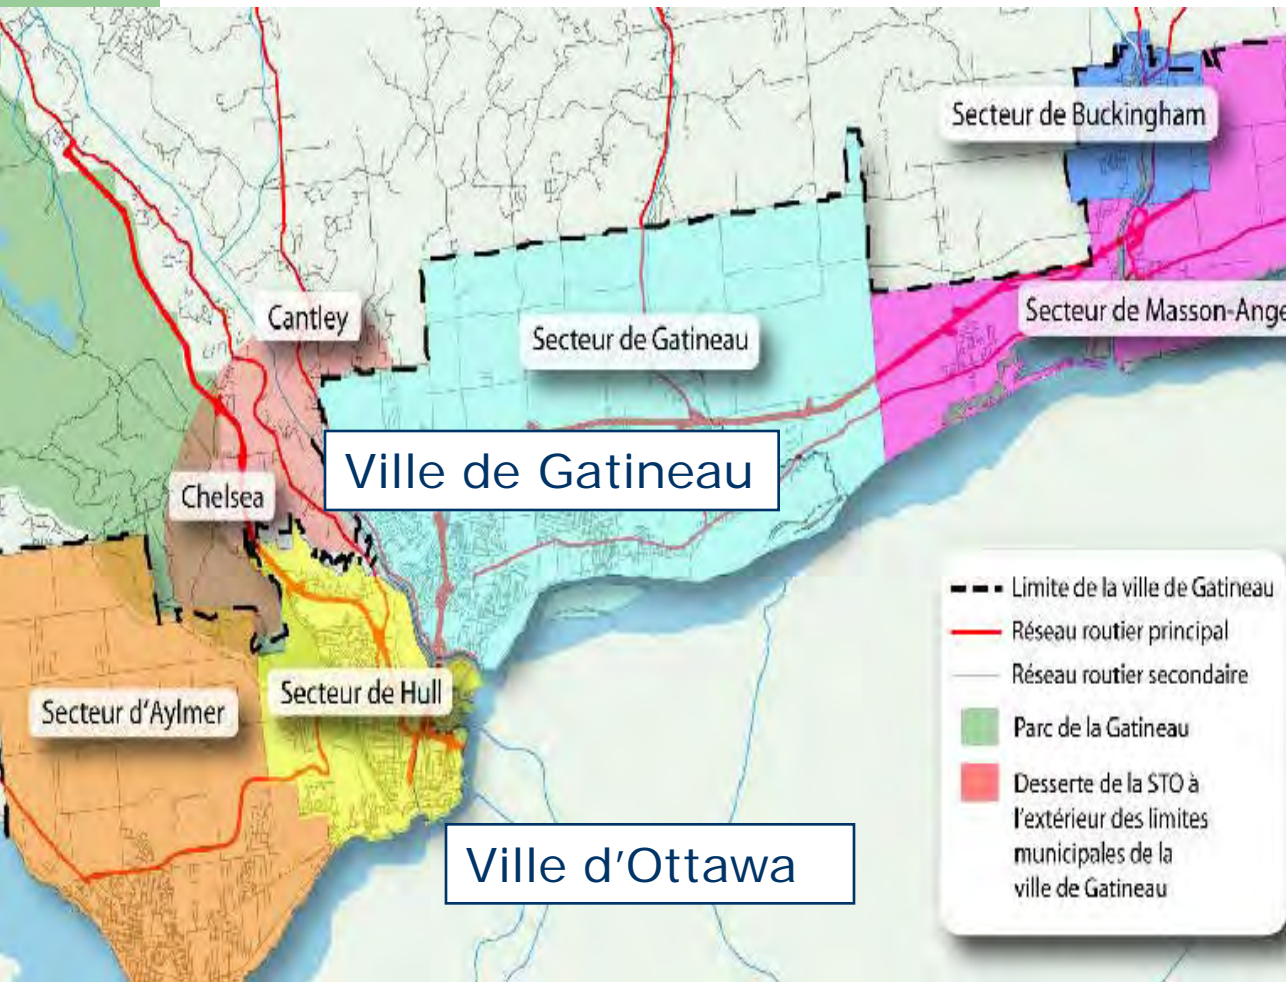 Secteur de Buckingham
Cantley
Secteur de Gatineau
Secteur de Masson-Ange
Ville de Gatineau
Chelsea
Secteur d'Aylmer
Secteur de Hull
Ville d'Ottawa
Limite de la ville de Gatineau
Réseau routier principal
Réseau routier secondaire
Parc de la Gatineau
Desserte de la STO à
l'extérieur des limites
municipales de la
ville de Gatineau